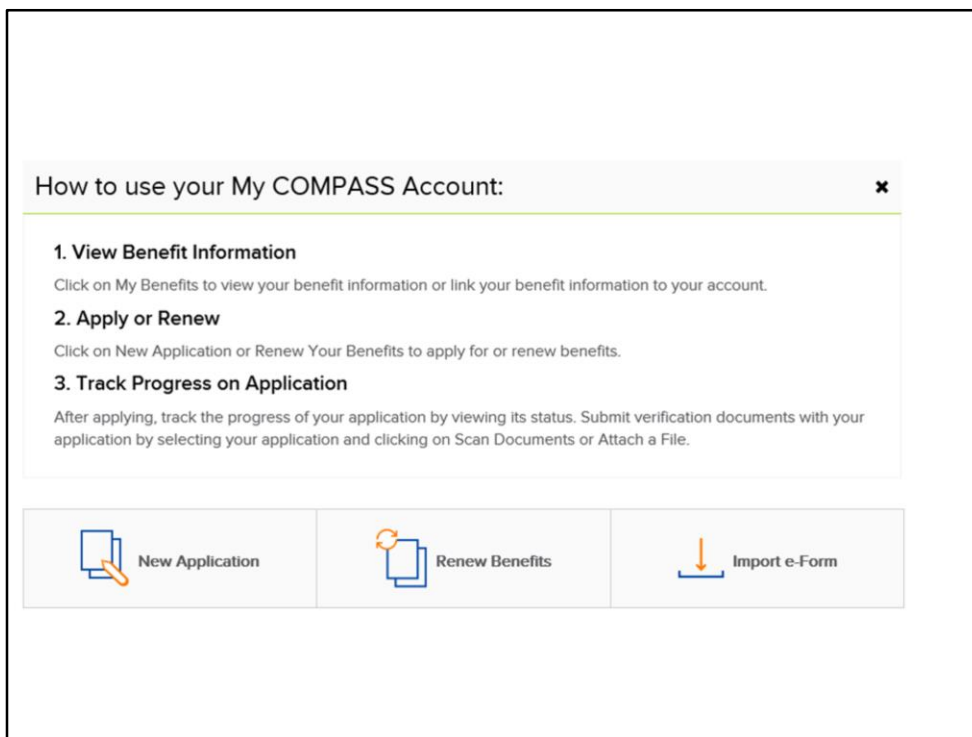 How to use your My COMPASS Account:
1. View Benefit Information
Click on My Benefits to view your benefit information or link your benefit information to your account.
2. Apply or Renew
Click on New Application or Renew Your Benefits to apply for or renew benefits.
3. Track Progress on Application
After applying, track the progress of your application by viewing its status. Submit verification documents with your
application by selecting your application and clicking on Scan Documents or Attach a File.
New Application
Renew Benefits
Import e-Form